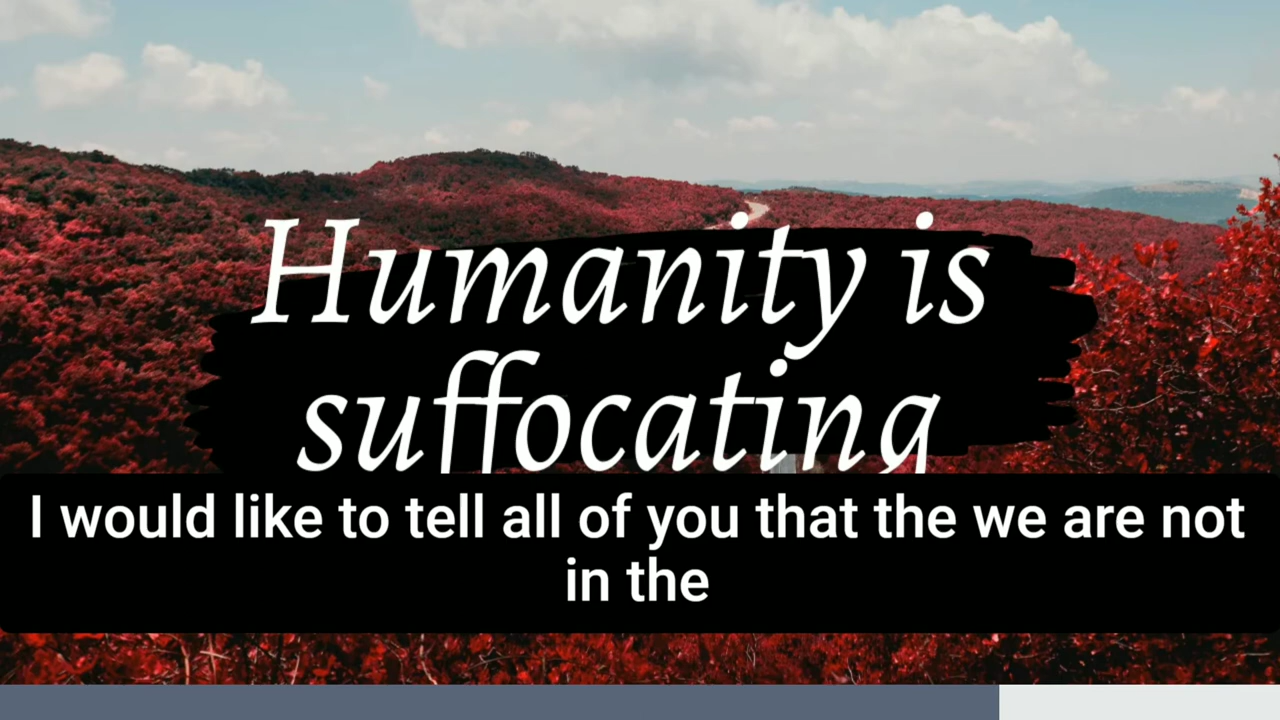 Humanity is
suffocating
I would like to tell all of you that the we are not
in the